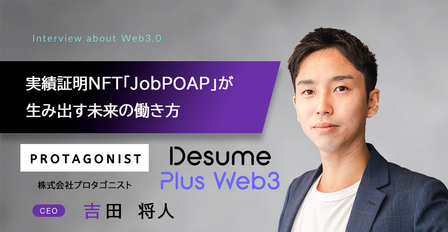 Interview about Web3.0
実績証明NFT「JobPOAP」が
生み出す未来の働き方
PROTAGONIST
株式会社プロタゴニスト
Desume
Plus Web3
CEO 吉田 将人